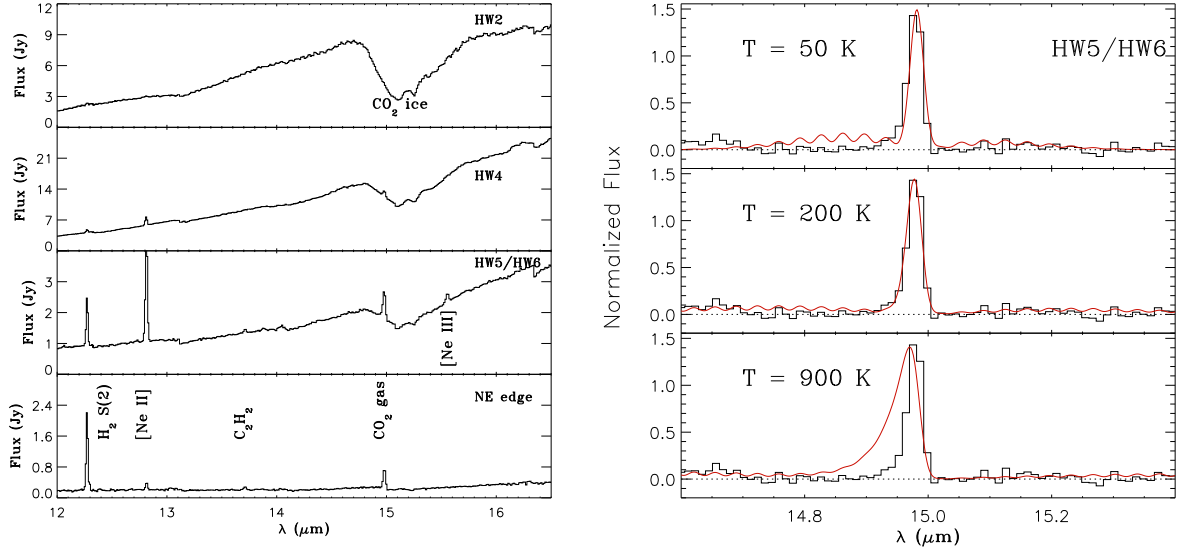 HW2
Flux (Jy)
12
9
6
3
0
CO2 ice
HW4
Flux (Jy)
21
14
7
0
HW5/HW6
Flux (Jy)
3
2
1
0
[Ne III]
NE edge
Flux (Jy)
2.4
1.6
0.8
0.0
H2 S(2)
[Ne II]
C2H2
CO2 gas
12 13 14 15 16
λ (μm)
Normalized Flux
1.5
1.0
0.5
0.0
T = 50 K
HW5/HW6
1.5
1.0
0.5
0.0
T = 200 K
1.5
1.0
0.5
0.0
T = 900 K
14.8 15.0 15.2
λ (μm)